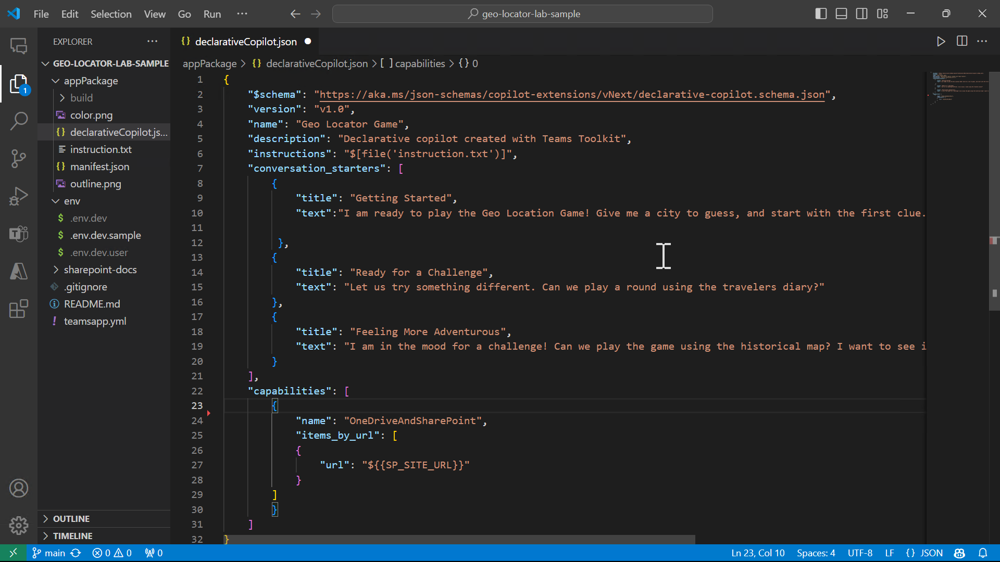 File Edit Selection View Go Run ···
geo-locator-lab-sample
EXPLORER
GEO-LOCATOR-LAB-SAMPLE
appPackage
build
color.png
{} declarativeCopilot.js...
instruction.txt
{} manifest.json
outline.png
env
$ .env.dev
$ .env.dev.sample
$ .env.dev.user
sharepoint-docs
.gitignore
README.md
! teamsapp.yml
OUTLINE
TIMELINE
1
{} declarativeCopilot.json
appPackage > {} declarativeCopilot.json > [ ] capabilities > {} 0
1 {
2 "$schema": "https://aka.ms/json-schemas/copilot-extensions/vNext/declarative-copilot.schema.json",
3 "version": "v1.0",
4 "name": "Geo Locator Game",
5 "description": "Declarative copilot created with Teams Toolkit",
6 "instructions": "$[file('instruction.txt')]",
7 "conversation_starters": [
8 {
9 "title": "Getting Started",
10 "text":"I am ready to play the Geo Location Game! Give me a city to guess, and start with the first clue.
11
12 },
13 {
14 "title": "Ready for a Challenge",
15 "text": "Let us try something different. Can we play a round using the travelers diary?"
16 },
17 {
18 "title": "Feeling More Adventurous",
19 "text": "I am in the mood for a challenge! Can we play the game using the historical map? I want to see i
20 }
21 ],
22 "capabilities": [
23 {
24 "name": "OneDriveAndSharePoint",
25 "items_by_url": [
26 {
27 "url": "${{SP_SITE_URL}}"
28 }
29 ]
30 }
31 ]
32 }
main 0 0 0 Ln 23, Col 10 Spaces: 4 UTF-8 LF {} JSON